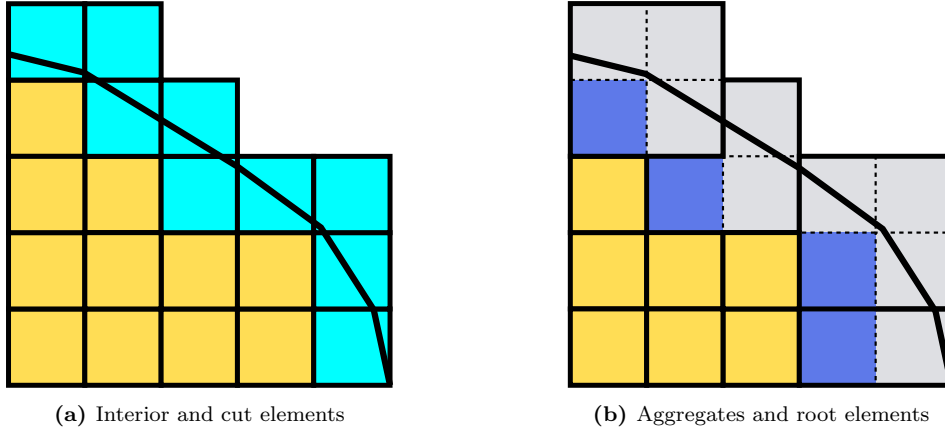 (a) Interior and cut elements
(b) Aggregates and root elements